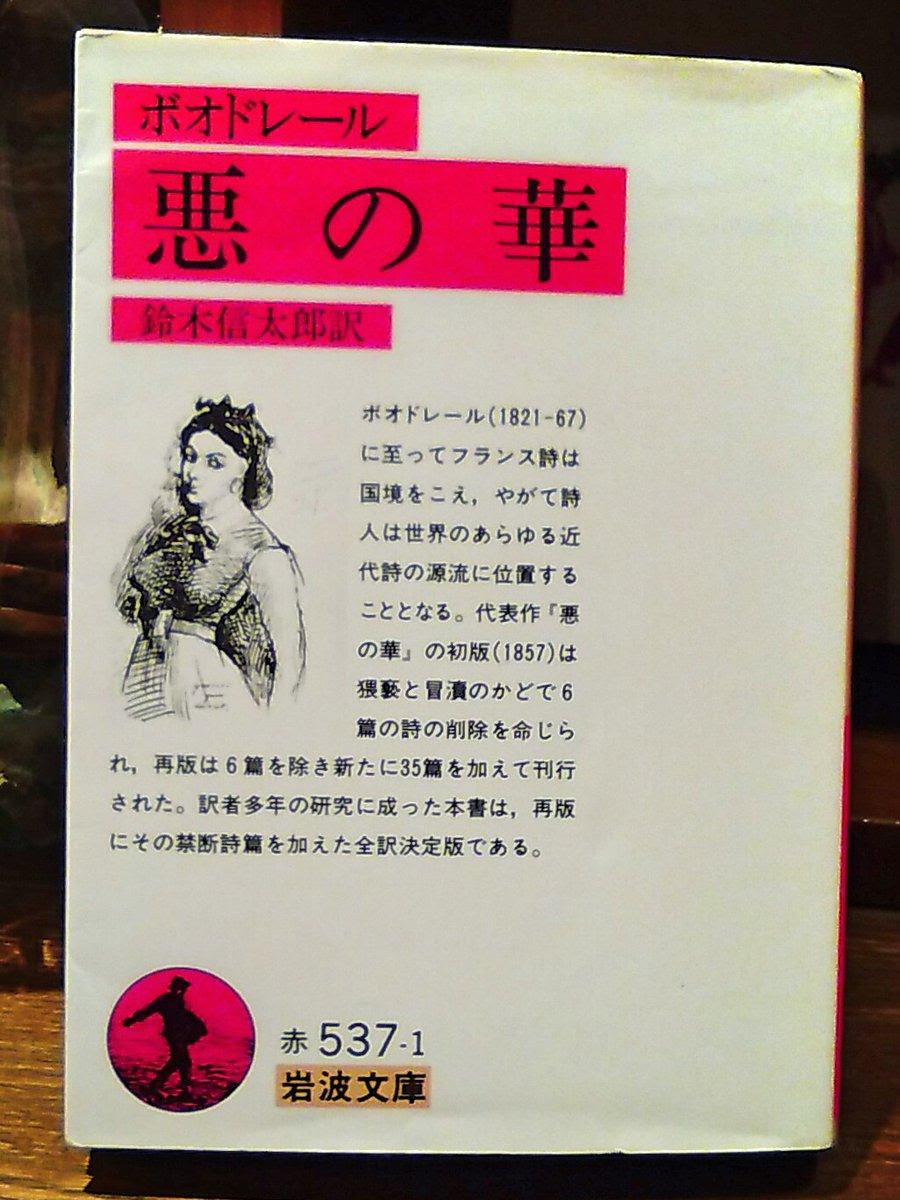 ボオドレール
悪の華
鈴木信太郎訳
ボオドレール(1821-67)
に至ってフランス詩は
国境をこえ，やがて詩
人は世界のあらゆる近
代詩の源流に位置する
こととなる。代表作『悪
の華』の初版(1857)は
猥褻と冒瀆のかどで6
篇の詩の削除を命じら
れ，再版は6篇を除き新たに35篇を加えて刊行
された。訳者多年の研究に成った本書は，再版
にその禁断詩篇を加えた全訳決定版である。
赤 537-1
岩波文庫